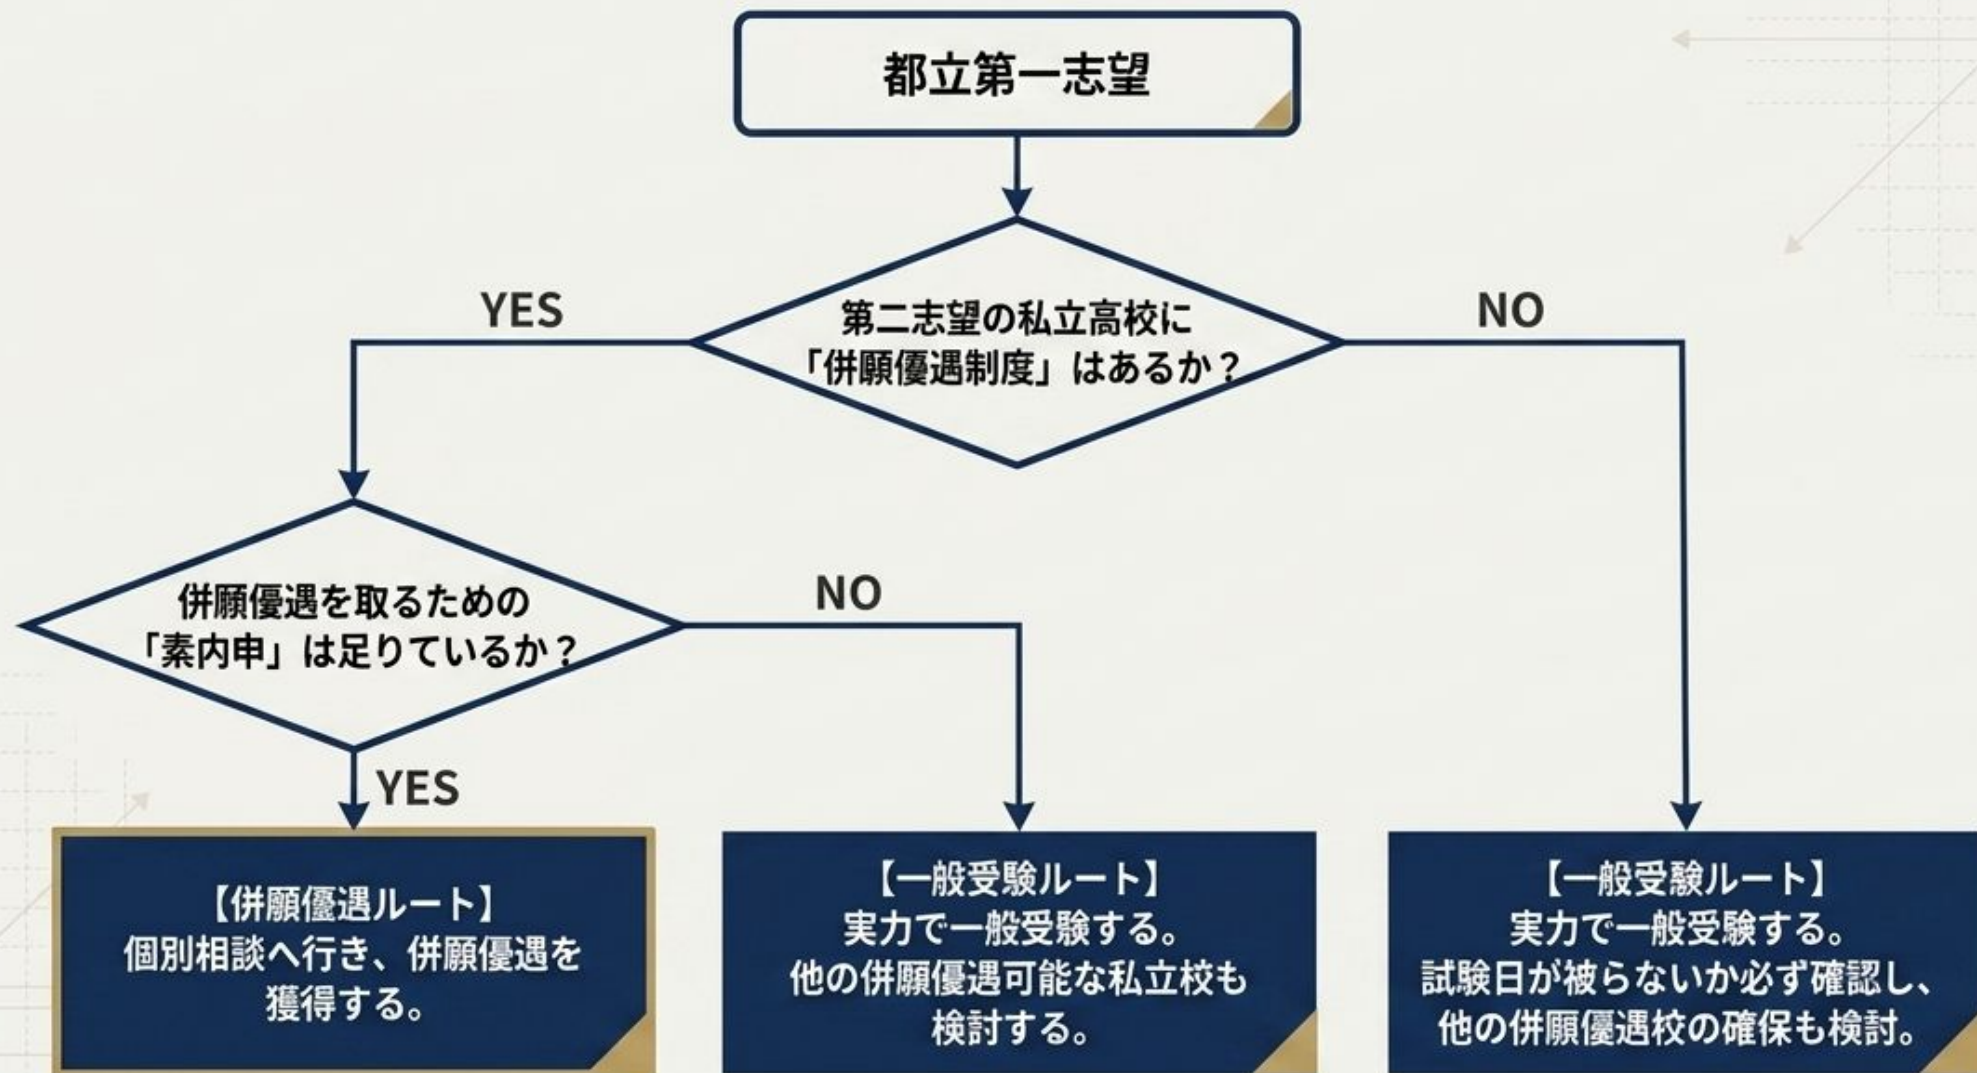 都立第一志望
第二志望の私立高校に
「併願優遇制度」はあるか？
YES
NO
併願優遇を取るための
「素内申」は足りているか？
NO
YES
【併願優遇ルート】
個別相談へ行き、併願優遇を
獲得する。
【一般受験ルート】
実力で一般受験する。
他の併願優遇可能な私立校も
検討する。
【一般受験ルート】
実力で一般受験する。
試験日が被らないか必ず確認し、
他の併願優遇校の確保も検討。